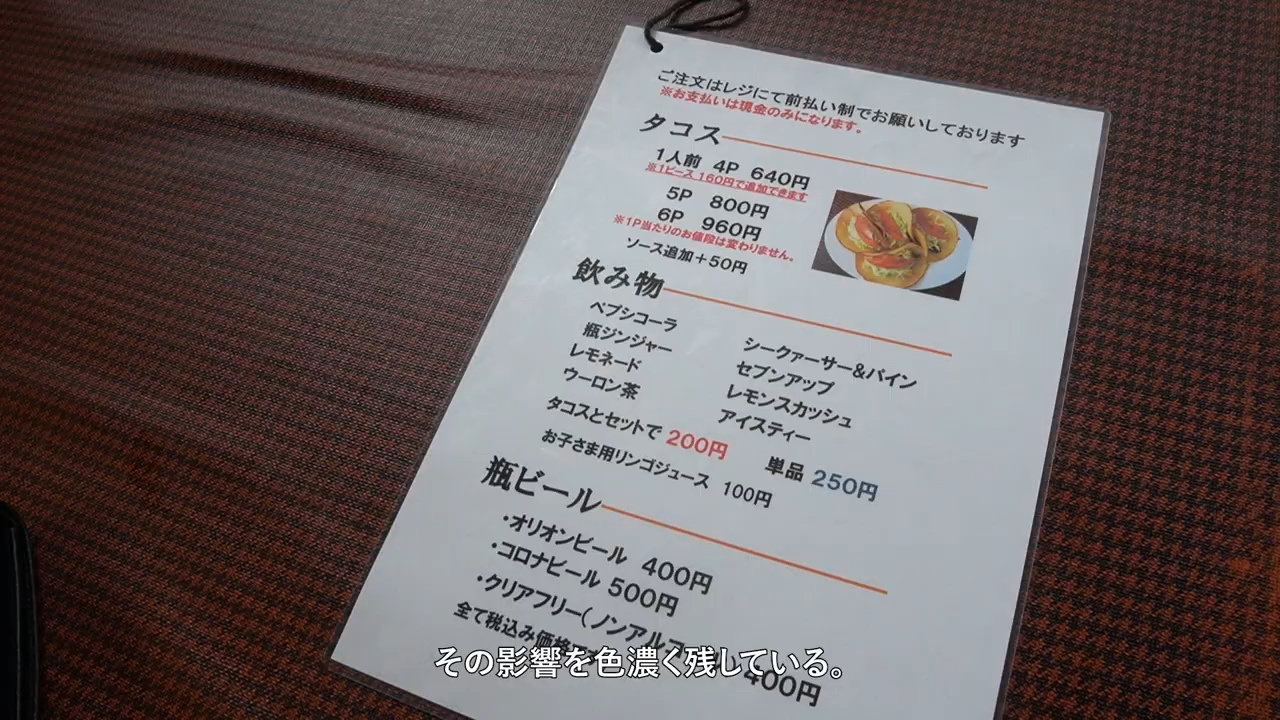 ご注文はレジにて前払い制でお願いしております
※お支払いは現金のみになります。
タコス
1人前 4P 640円
※1ピース 160円で追加できます
5P 800円
6P 960円
※1P当たりのお値段は変わりません。
ソース追加＋50円
飲み物
ペプシコーラ
瓶ジンジャー
レモネード
ウーロン茶
シークァーサー&パイン
セブンアップ
レモンスカッシュ
アイスティー
タコスとセットで 200円 単品 250円
お子さま用リンゴジュース 100円
瓶ビール
・オリオンビール 400円
・コロナビール 500円
・クリアフリー(ノンアル 400円
全て税込み価格
その影響を色濃く残している。